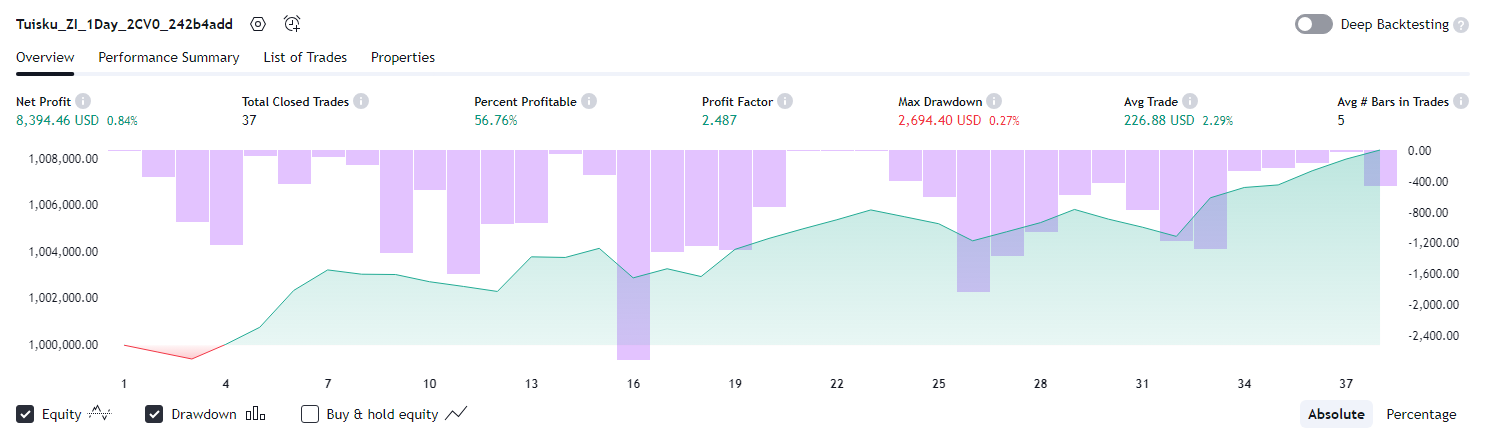 Tuisku_ZI_1Day_2CV0_242b4add
Deep Backtesting ?
Overview Performance Summary List of Trades Properties
Net Profit i Total Closed Trades i Percent Profitable i Profit Factor i Max Drawdown i Avg Trade i Avg # Bars in Trades i
8,394.46 USD 0.84% 37 56.76% 2.487 2,694.40 USD 0.27% 226.88 USD 2.29% 5
1,008,000.00
1,006,000.00
1,004,000.00
1,002,000.00
1,000,000.00
0.00
-400.00
-800.00
-1,200.00
-1,600.00
-2,000.00
-2,400.00
1 4 7 10 13 16 19 22 25 28 31 34 37
Equity Drawdown Buy & hold equity Absolute Percentage